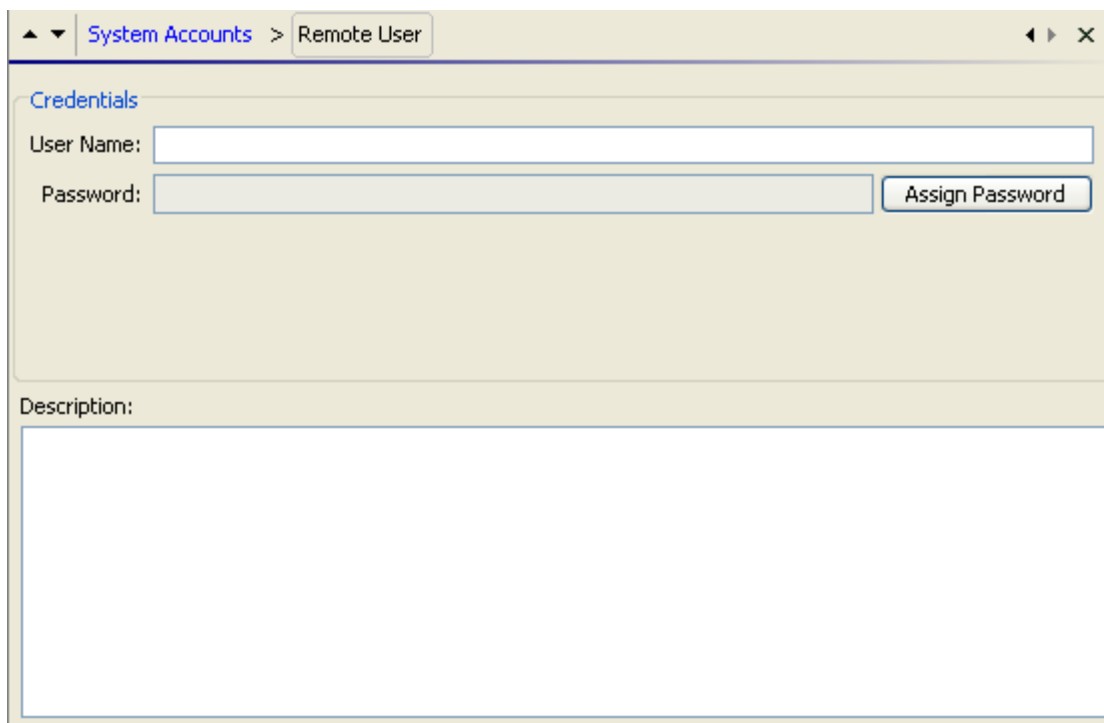 System Accounts > Remote User
Credentials
User Name:
Password: Assign Password
Description: